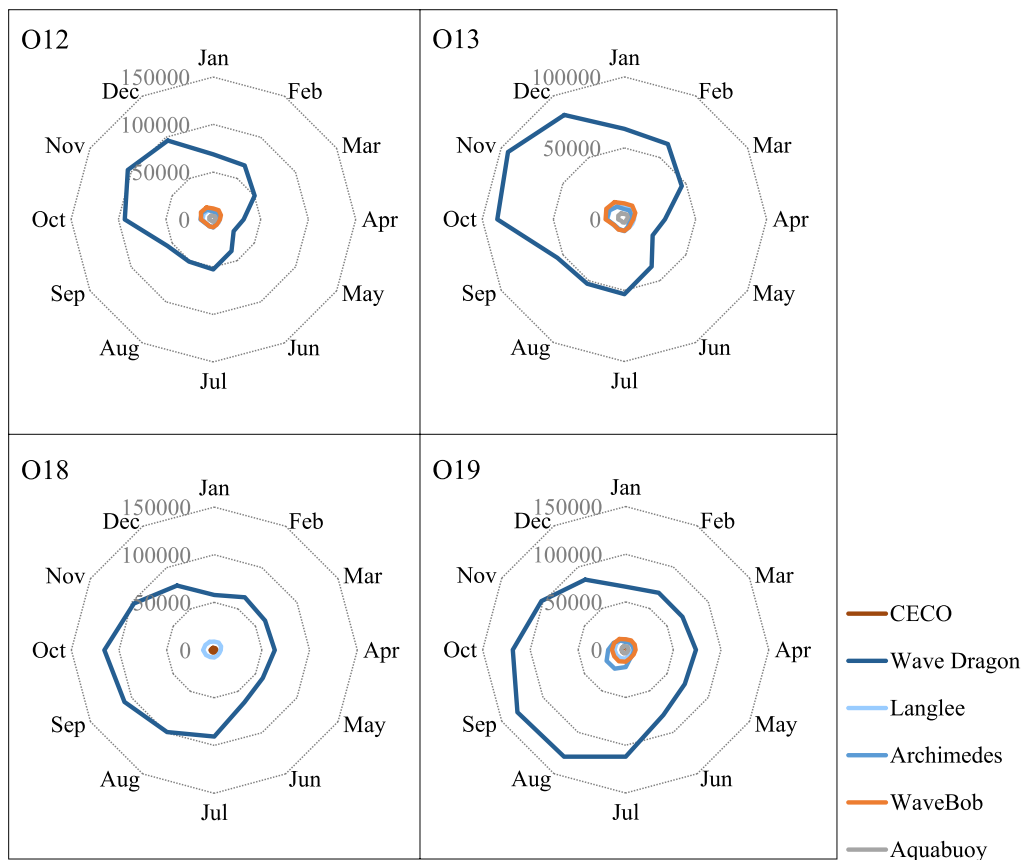 O12
Jan
Feb
Mar
Apr
May
Jun
Jul
Aug
Sep
Oct
Nov
Dec
150000
100000
50000
0
O13
Jan
Feb
Mar
Apr
May
Jun
Jul
Aug
Sep
Oct
Nov
Dec
100000
50000
0
O18
Jan
Feb
Mar
Apr
May
Jun
Jul
Aug
Sep
Oct
Nov
Dec
150000
100000
50000
0
O19
Jan
Feb
Mar
Apr
May
Jun
Jul
Aug
Sep
Oct
Nov
Dec
150000
100000
50000
0
CECO
Wave Dragon
Langlee
Archimedes
WaveBob
Aquabuoy